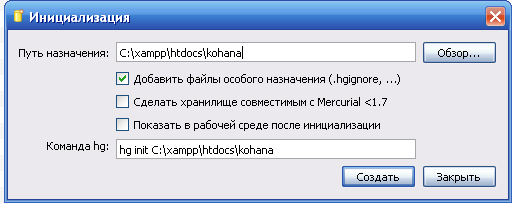 Инициализация
Путь назначения: C:\xampp\htdocs\kohana Обзор...
Добавить файлы особого назначения (.hgignore, ...)
Сделать хранилище совместимым с Mercurial <1.7
Показать в рабочей среде после инициализации
Команда hg: hg init C:\xampp\htdocs\kohana
Создать Закрыть